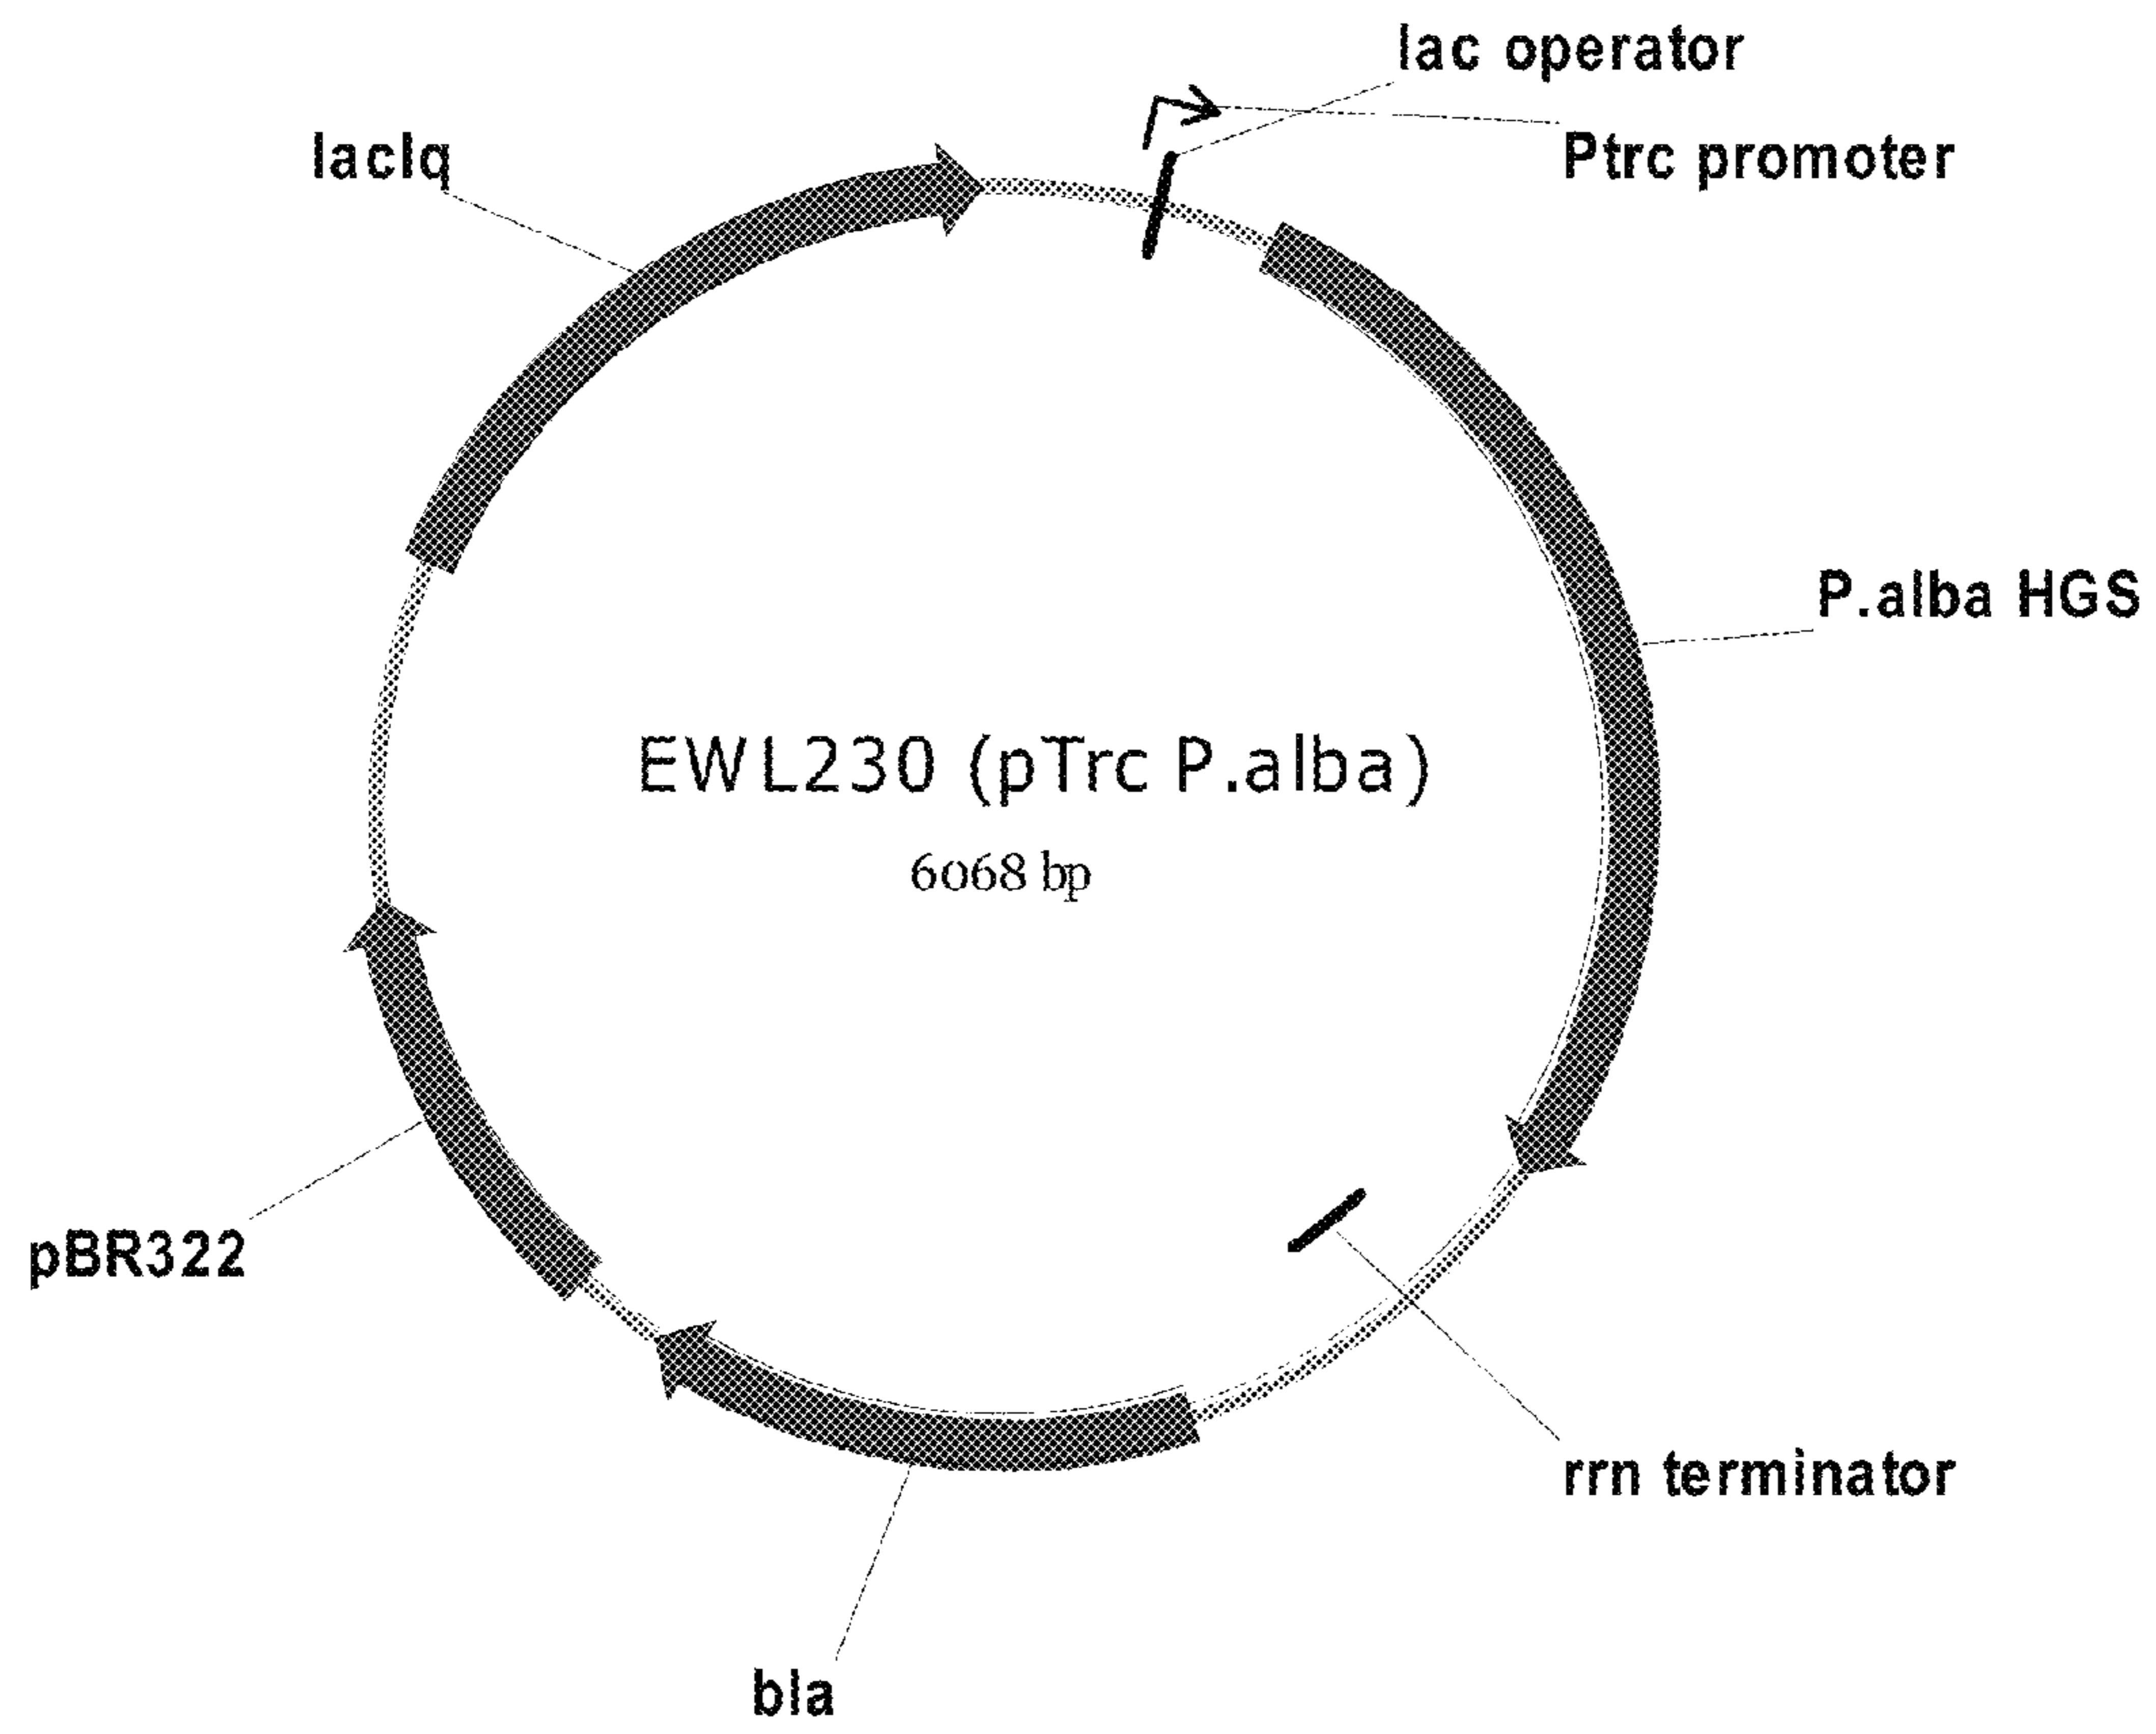 lac operator
Ptrc promoter
lacIq
P.alba HGS
EWL230 (pTrc P.alba)
6068 bp
pBR322
rrn terminator
bla